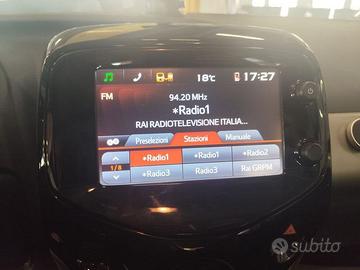 18°C 17:27
FM 94.20 MHz
*Radio1
RAI RADIOTELEVISIONE ITALIA...
Preselezioni Stazioni Manuale
*Radio1 *Radio1 *Radio2
1/8
*Radio3 Radio3 Rai GRPM
subito